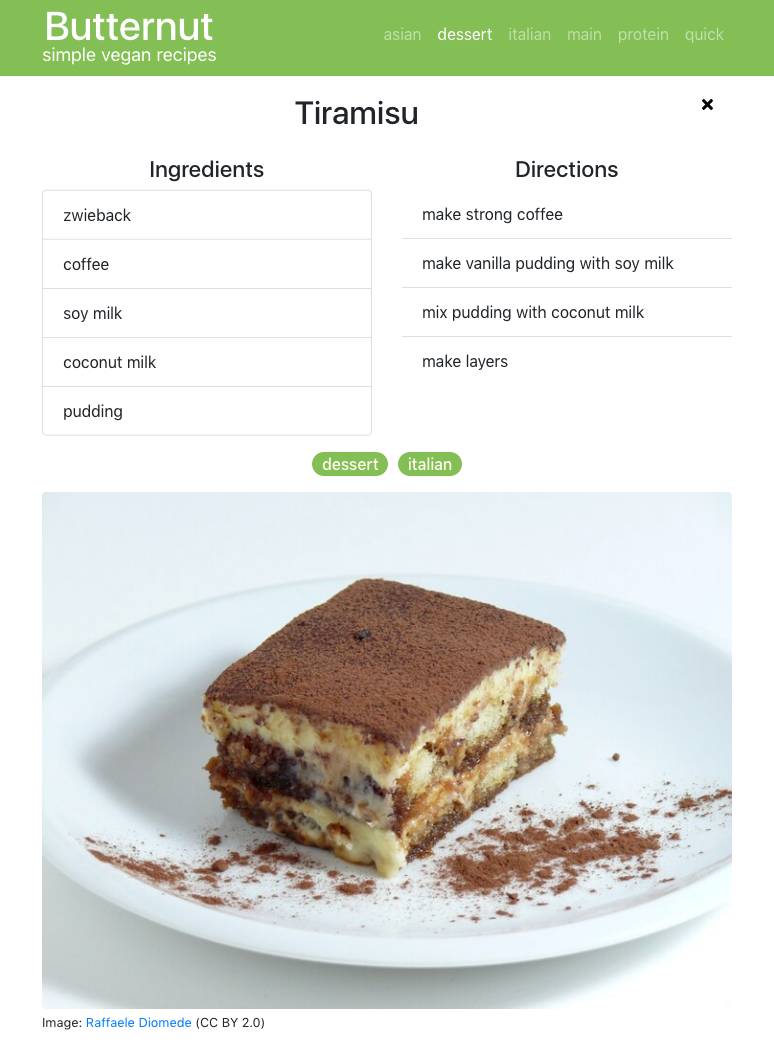 Butternut
simple vegan recipes
asian dessert italian main protein quick
Tiramisu
×
Ingredients
zwieback
coffee
soy milk
coconut milk
pudding
Directions
make strong coffee
make vanilla pudding with soy milk
mix pudding with coconut milk
make layers
dessert italian
Image: Raffaele Diomede (CC BY 2.0)